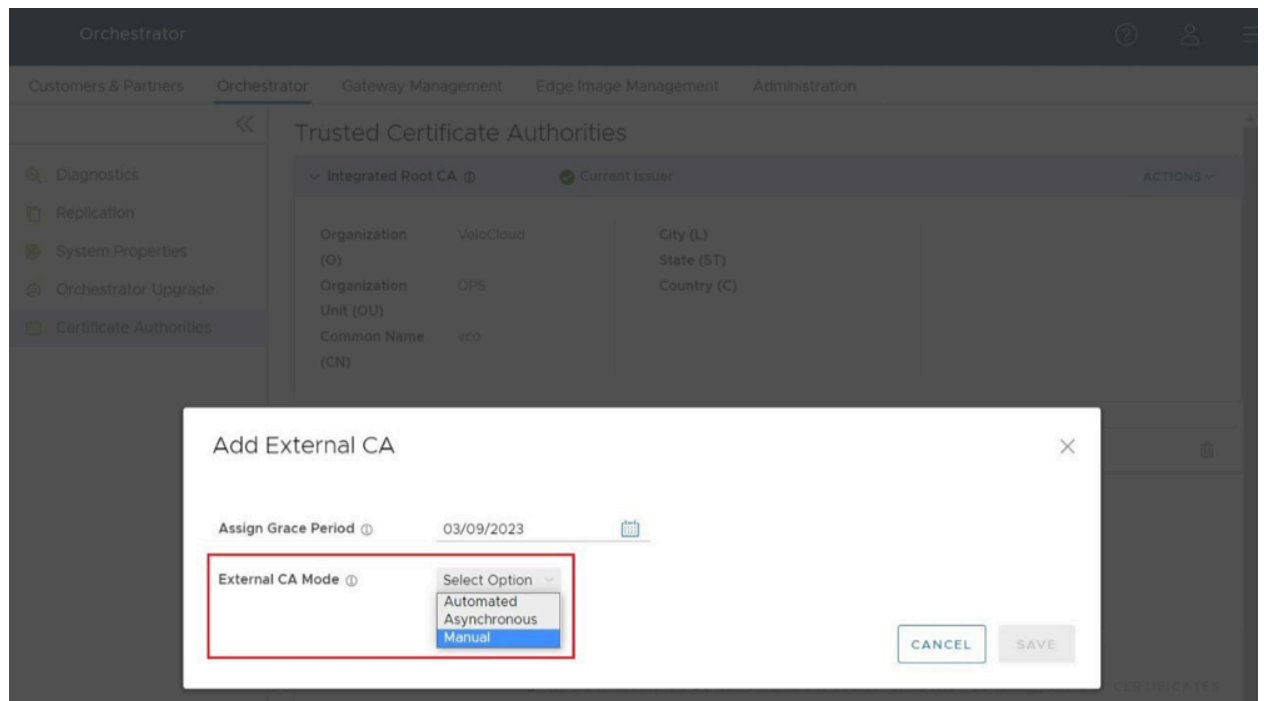 Orchestrator
Customers & Partners Orchestrator Gateway Management Edge Image Management Administration
Trusted Certificate Authorities
Diagnostics
Replication
System Properties
Orchestrator Upgrade
Certificate Authorities
Integrated Root CA Current Issuer ACTIONS
Organization VeloCloud City (L)
(O) State (ST)
Organization OPS Country (C)
Unit (OU)
Common Name vco
(CN)
Add External CA
Assign Grace Period 03/09/2023
External CA Mode Select Option
Automated
Asynchronous
Manual
CANCEL SAVE
CERTIFICATES